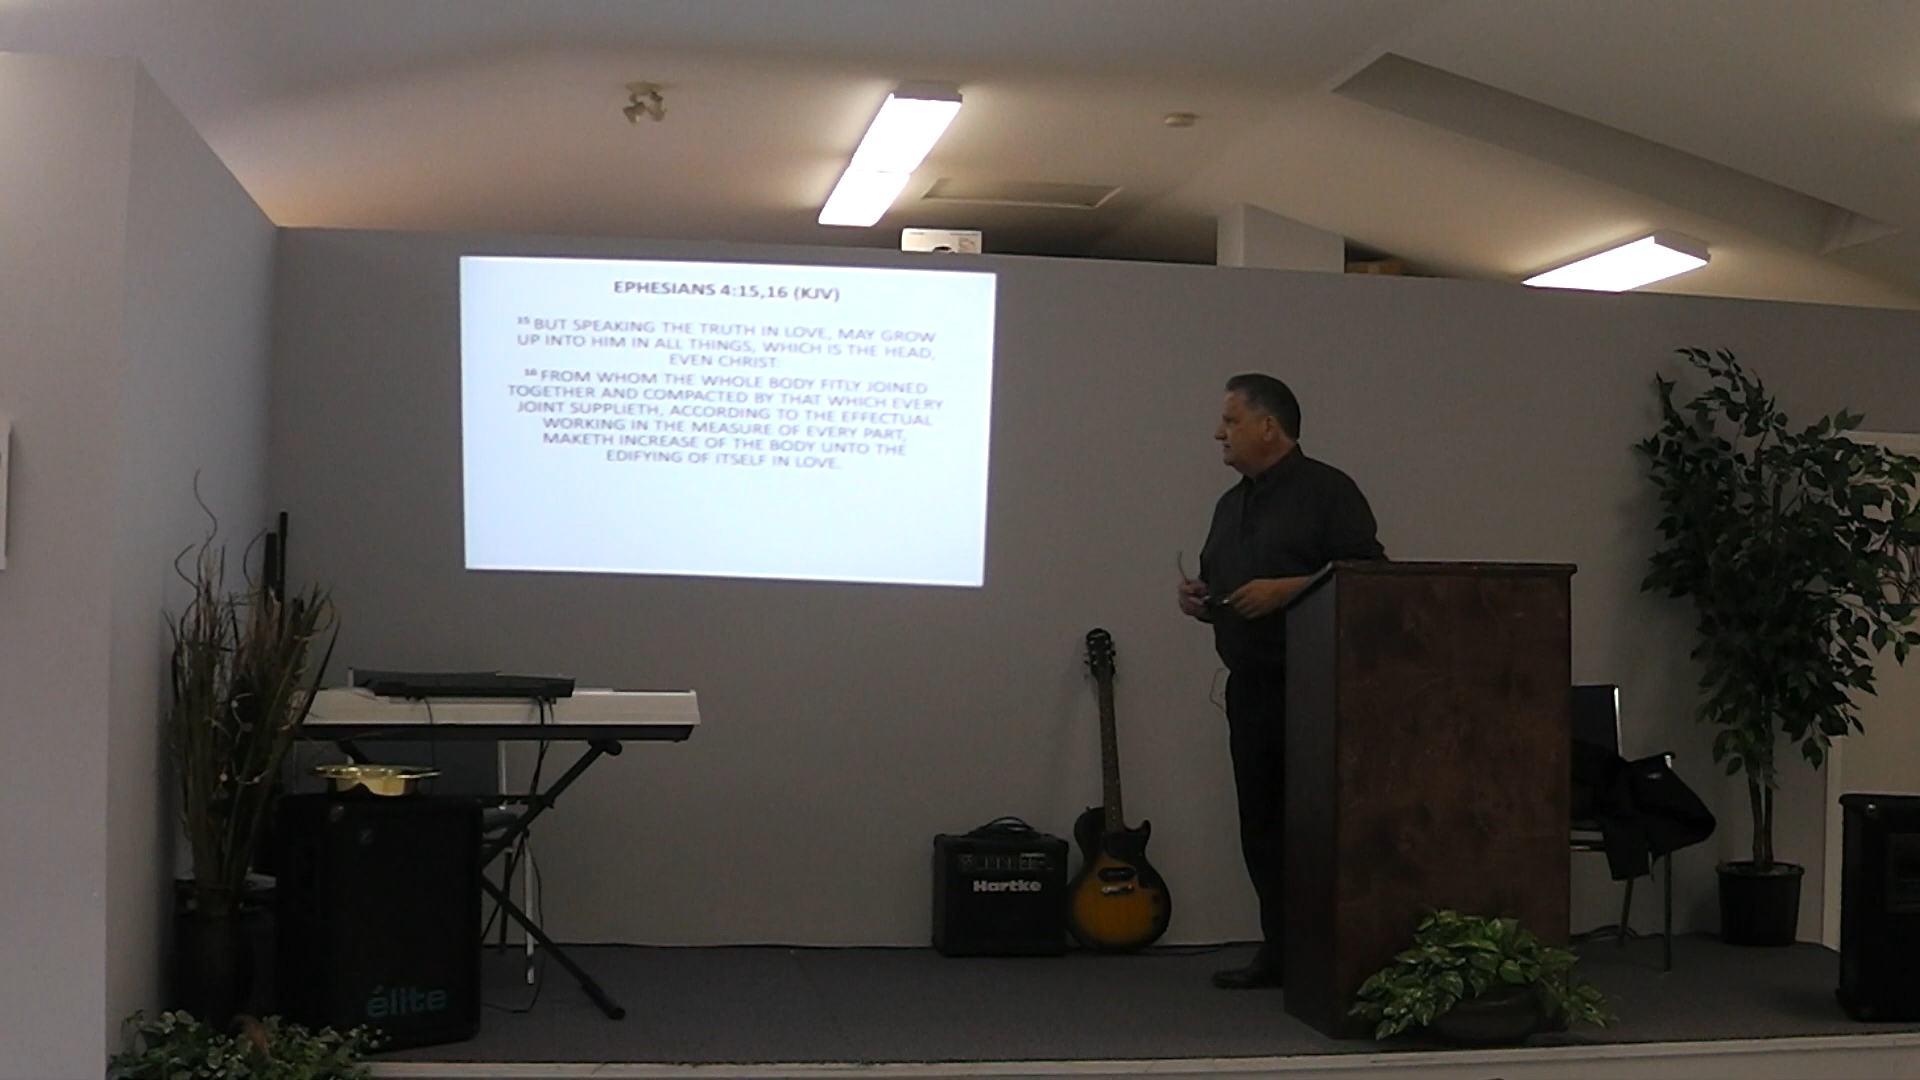 EPHESIANS 4:15,16 (KJV)
15 BUT SPEAKING THE TRUTH IN LOVE, MAY GROW
UP INTO HIM IN ALL THINGS, WHICH IS THE HEAD,
EVEN CHRIST:
16 FROM WHOM THE WHOLE BODY FITLY JOINED
TOGETHER AND COMPACTED BY THAT WHICH EVERY
JOINT SUPPLIETH, ACCORDING TO THE EFFECTUAL
WORKING IN THE MEASURE OF EVERY PART,
MAKETH INCREASE OF THE BODY UNTO THE
EDIFYING OF ITSELF IN LOVE.
Hartke
élite